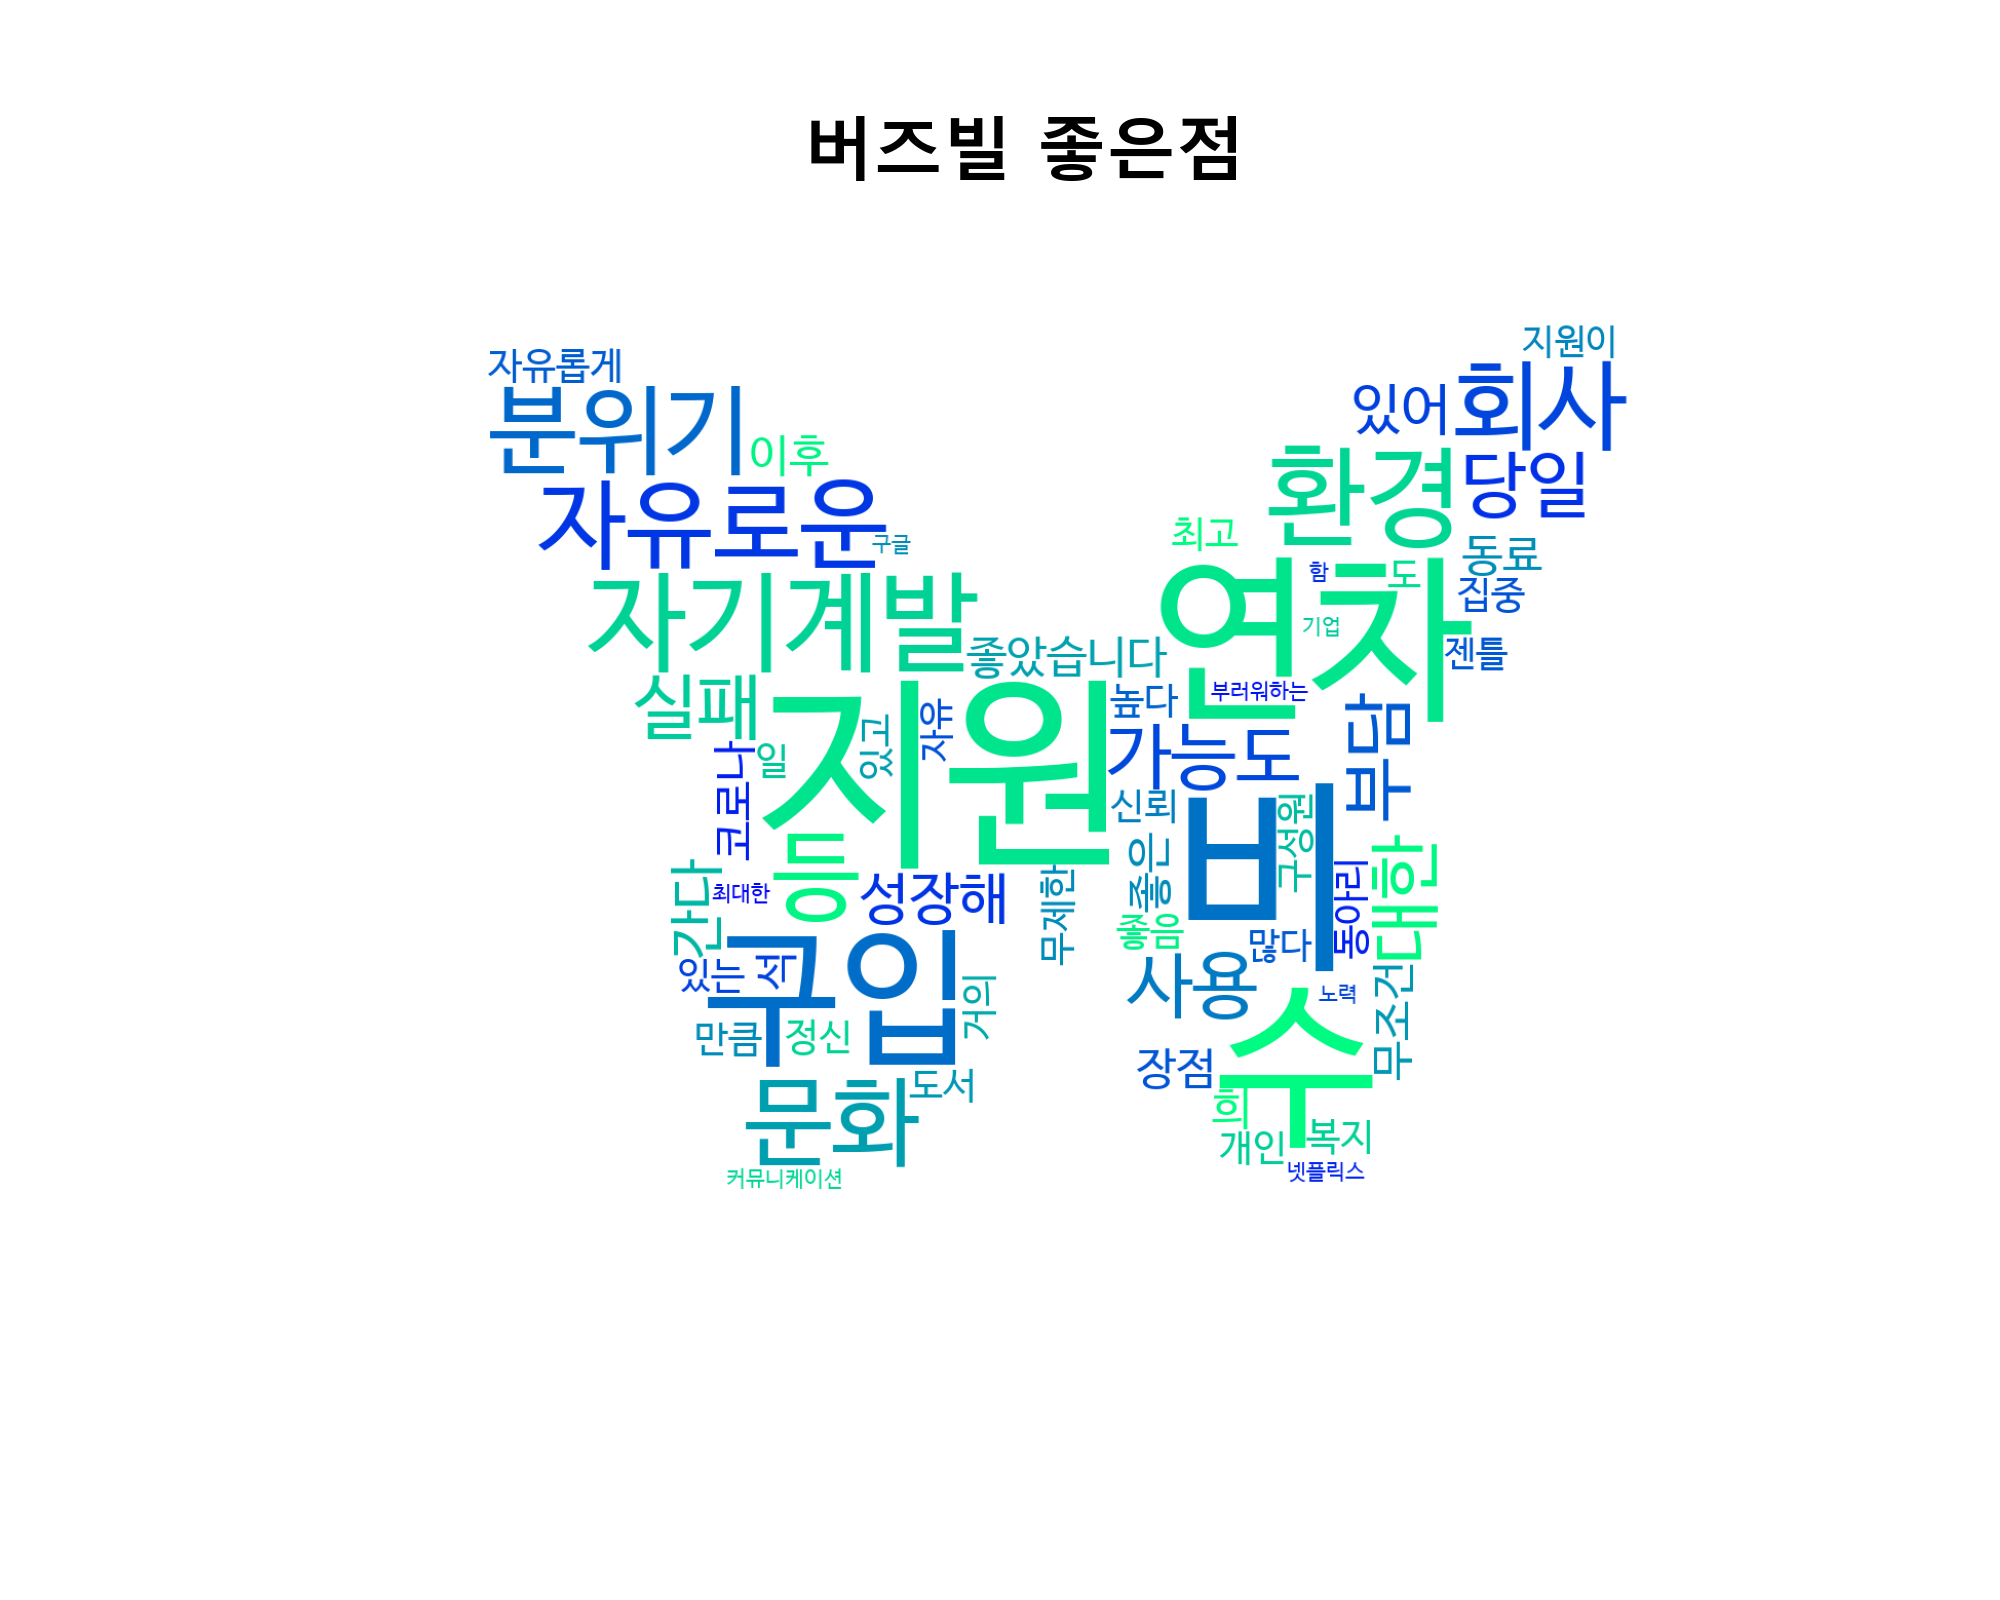 버즈빌 좋은점
지원이
자유롭게
분위기
있어
회사
이후
환경
당일
자유로운
최고
구글
동료
자기계발
연차
함
도
집중
기업
좋았습니다
젠틀
실패
지원
높다
부러워하는
자유
있고
가능도
부담
코로나
일
신뢰
비
구성원
등
좋은
대한
간다
최대한
성장해
무제한
동아리
좋음
많다
구입
있는
석
사용
거의
노력
수
무조건
만큼
정신
장점
문화
도서
희
개인
복지
커뮤니케이션
넷플릭스